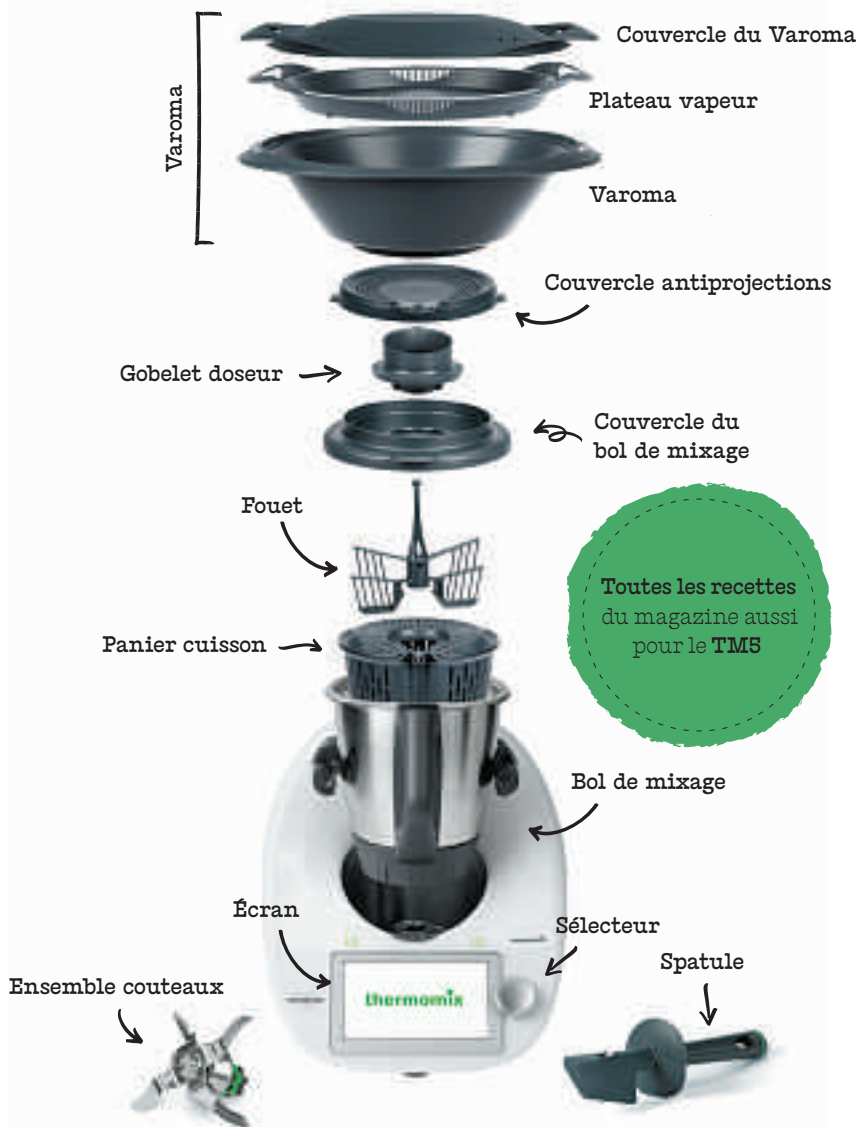 Couvercle du Varoma
Plateau vapeur
Varoma
Varoma
Couvercle antiprojections
Gobelet doseur
Couvercle du
bol de mixage
Fouet
Toutes les recettes
du magazine aussi
pour le TM5
Panier cuisson
Bol de mixage
Écran
Sélecteur
Spatule
Ensemble couteaux
thermomix